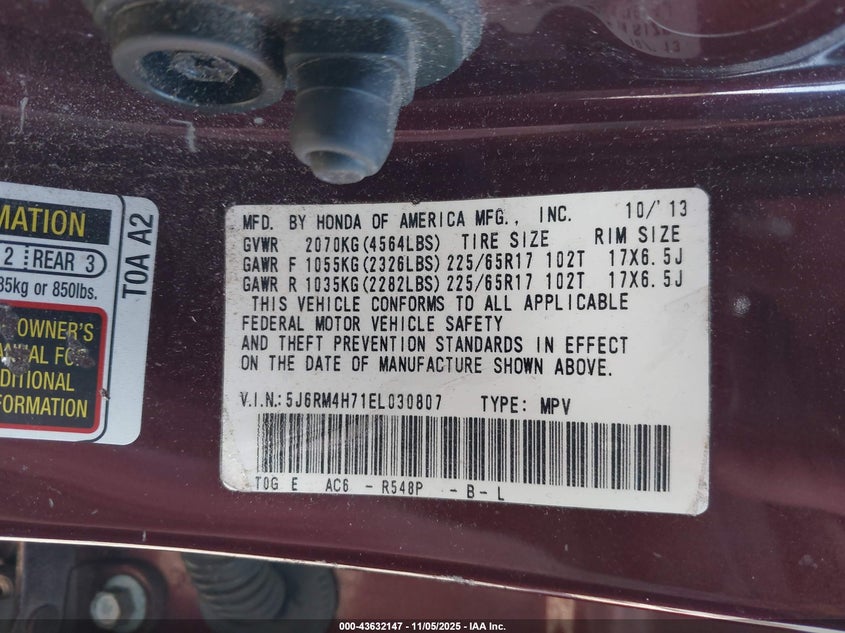 MATION
2 REAR 3
85kg or 850lbs.
OWNER'S
FOR
DITIONAL
FORMATION
TOA A2
MFD. BY HONDA OF AMERICA MFG., INC. 10/'13
GVWR 2070KG(4564LBS) TIRE SIZE RIM SIZE
GAWR F 1055KG(2326LBS) 225/65R17 102T 17X6.5J
GAWR R 1035KG(2282LBS) 225/65R17 102T 17X6.5J
THIS VEHICLE CONFORMS TO ALL APPLICABLE
FEDERAL MOTOR VEHICLE SAFETY
AND THEFT PREVENTION STANDARDS IN EFFECT
ON THE DATE OF MANUFACTURE SHOWN ABOVE.
V.I.N.:5J6RM4H71EL030807 TYPE: MPV
TOG E AC6 - R548P - B - L
000-43632147 - 11/05/2025 - IAA Inc.